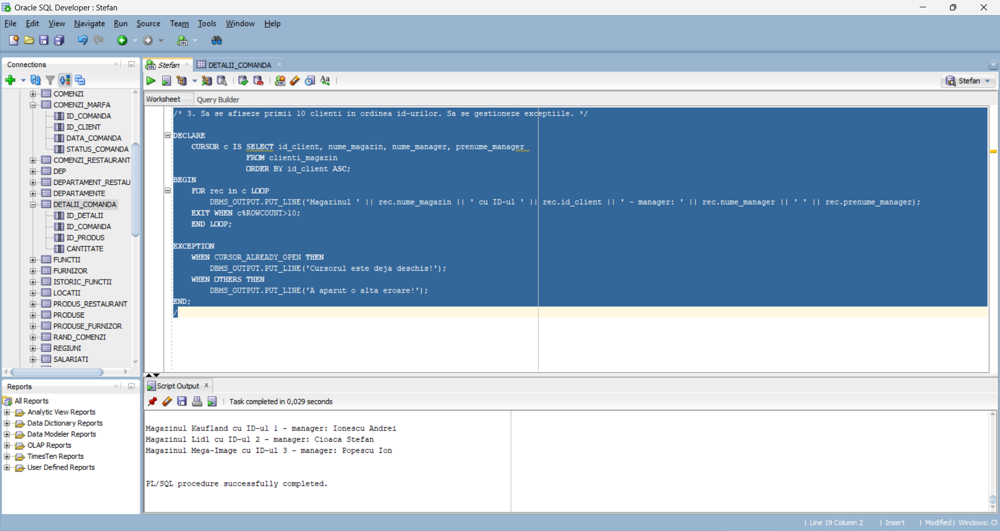 Oracle SQL Developer : Stefan
File Edit View Navigate Run Source Team Tools Window Help
Connections
COMENZI
COMENZI_MARFA
ID_COMANDA
ID_CLIENT
DATA_COMANDA
STATUS_COMANDA
COMENZI_RESTAURANT
DEP
DEPARTAMENT_RESTAU
DEPARTAMENTE
DETALII_COMANDA
ID_DETALII
ID_COMANDA
ID_PRODUS
CANTITATE
FUNCTII
FURNIZOR
ISTORIC_FUNCTII
LOCATII
PRODUS_RESTAURANT
PRODUSE
PRODUSE_FURNIZOR
RAND_COMENZI
REGIUNI
SALARIATI
Reports
All Reports
Analytic View Reports
Data Dictionary Reports
Data Modeler Reports
OLAP Reports
TimesTen Reports
User Defined Reports
Stefan DETALII_COMANDA
Stefan
Worksheet Query Builder
/* 3. Sa se afiseze primii 10 clienti in ordinea id-urilor. Sa se gestioneze exceptiile. */
DECLARE
CURSOR c IS SELECT id_client, nume_magazin, nume_manager, prenume_manager
FROM clienti_magazin
ORDER BY id_client ASC;
BEGIN
FOR rec in c LOOP
DBMS_OUTPUT.PUT_LINE('Magazinul ' || rec.nume_magazin || ' cu ID-ul ' || rec.id_client || ' - manager: ' || rec.nume_manager || ' ' || rec.prenume_manager);
EXIT WHEN c%ROWCOUNT>10;
END LOOP;
EXCEPTION
WHEN CURSOR_ALREADY_OPEN THEN
DBMS_OUTPUT.PUT_LINE('Cursorul este deja deschis!');
WHEN OTHERS THEN
DBMS_OUTPUT.PUT_LINE('A aparut o alta eroare!');
END;
/
Script Output
Task completed in 0,029 seconds
Magazinul Kaufland cu ID-ul 1 - manager: Ionescu Andrei
Magazinul Lidl cu ID-ul 2 - manager: Cioaca Stefan
Magazinul Mega-Image cu ID-ul 3 - manager: Popescu Ion
PL/SQL procedure successfully completed.
Line 19 Column 2 | Insert | Modified | Windows: CF